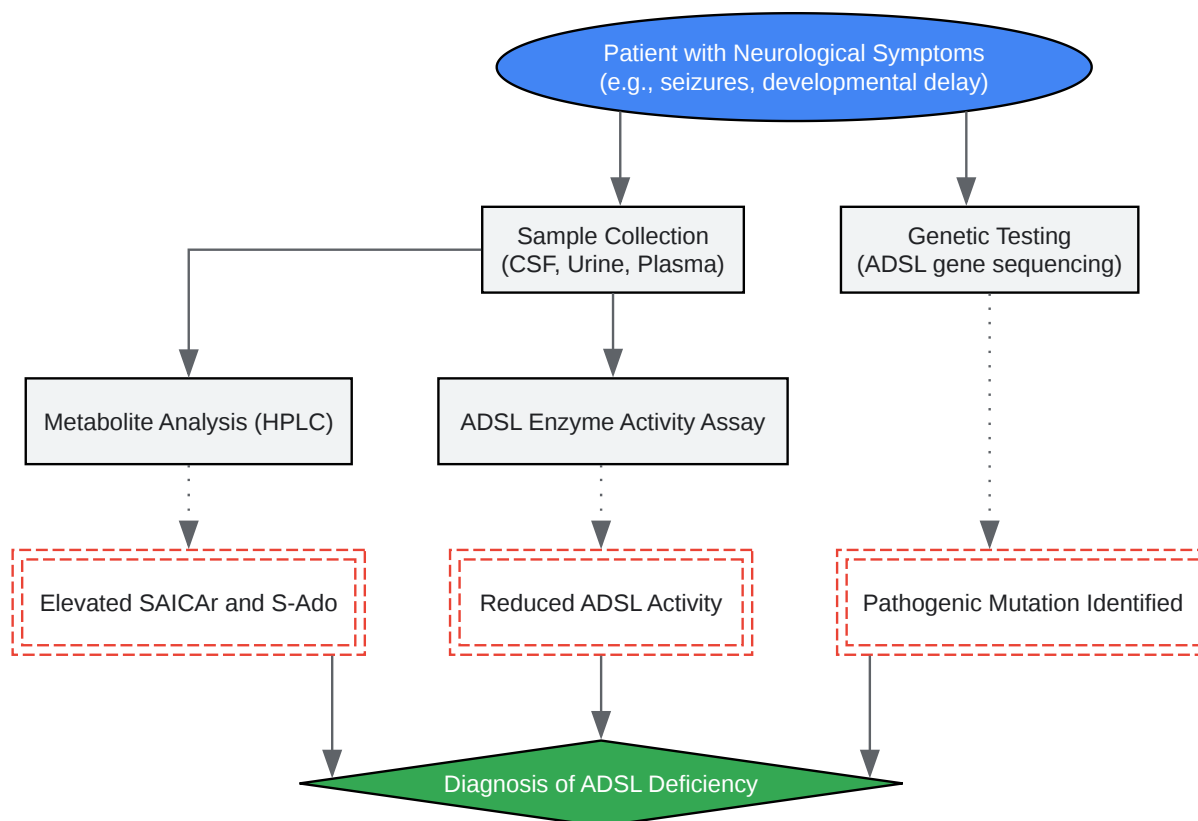 Patient with Neurological Symptoms
(e.g., seizures, developmental delay)
Sample Collection
(CSF, Urine, Plasma)
Genetic Testing
(ADSL gene sequencing)
Metabolite Analysis (HPLC)
ADSL Enzyme Activity Assay
Elevated SAICAr and S-Ado
Reduced ADSL Activity
Pathogenic Mutation Identified
Diagnosis of ADSL Deficiency